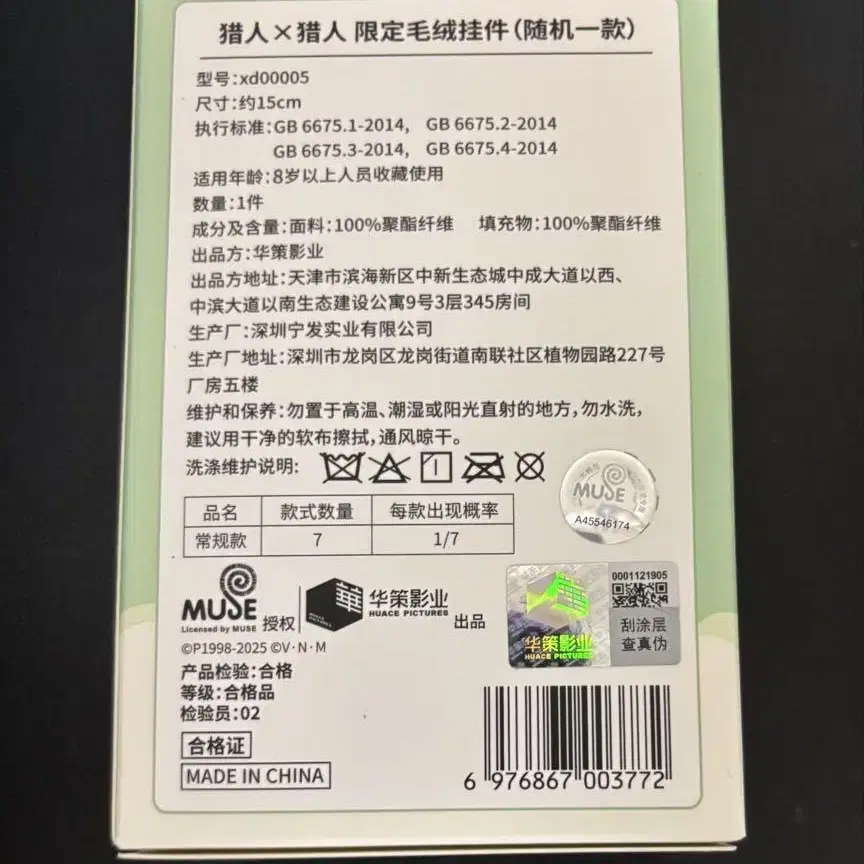 猎人×猎人 限定毛绒挂件(随机一款)
型号:xd00005
尺寸:约15cm
执行标准:GB 6675.1-2014, GB 6675.2-2014
GB 6675.3-2014, GB 6675.4-2014
适用年龄:8岁以上人员收藏使用
数量:1件
成分及含量:面料:100%聚酯纤维 填充物:100%聚酯纤维
出品方:华策影业
出品方地址:天津市滨海新区中新生态城中成大道以西、
中滨大道以南生态建设公寓9号3层345房间
生产厂:深圳宁发实业有限公司
生产厂地址:深圳市龙岗区龙岗街道南联社区植物园路227号
厂房五楼
维护和保养:勿置于高温、潮湿或阳光直射的地方,勿水洗,
建议用干净的软布擦拭,通风晾干。
洗涤维护说明:
MUSE
A45546174
品名 款式数量 每款出现概率
常规款 7 1/7
MUSE
Licensed by MUSE
授权
華 华策影业
HUACE PICTURES
出品
华策影业
HUACE PICTURES
0001121905
刮涂层
查真伪
©P1998-2025 ©V·N·M
产品检验:合格
等级:合格品
检验员:02
合格证
MADE IN CHINA
6 976867 003772